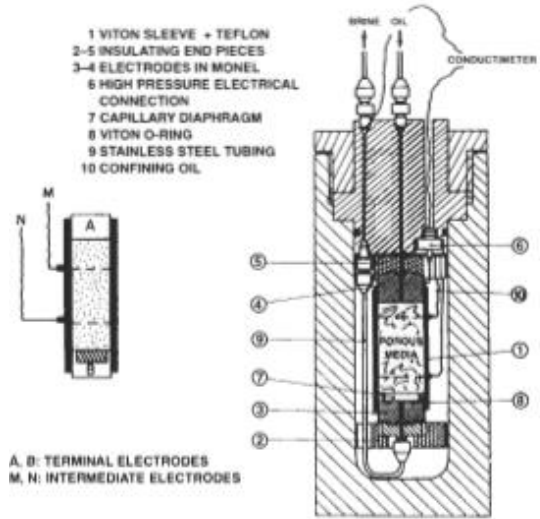 BRINE OIL
1 VITON SLEEVE + TEFLON
2-5 INSULATING END PIECES
3-4 ELECTRODES IN MONEL
6 HIGH PRESSURE ELECTRICAL
CONNECTION
7 CAPILLARY DIAPHRAGM
8 VITON O-RING
9 STAINLESS STEEL TUBING
10 CONFINING OIL
CONDUCTIMETER
M
N
A
B
5
6
4
10
9
POROUS
MEDIA
1
7
8
3
2
A, B: TERMINAL ELECTRODES
M, N: INTERMEDIATE ELECTRODES